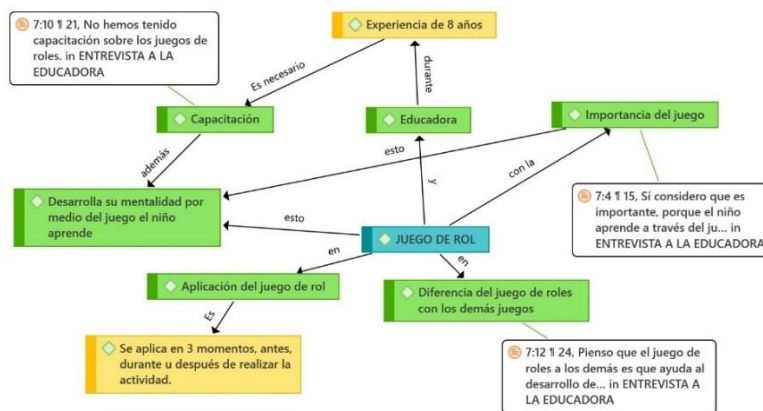 7:10 ¶ 21, No hemos tenido
capacitación sobre los juegos de
roles. in ENTREVISTA A LA
EDUCADORA
Experiencia de 8 años
Es necesario
durante
Capacitación
Educadora
Importancia del juego
además
esto
y
con la
Desarrolla su mentalidad por
medio del juego el niño
aprende
esto
JUEGO DE ROL
7:4 ¶ 15, Sí considero que es
importante, porque el niño
aprende a través del ju... in
ENTREVISTA A LA EDUCADORA
en
en
Aplicación del juego de rol
Diferencia del juego de roles
con los demás juegos
Es
Se aplica en 3 momentos, antes,
durante u después de realizar la
actividad.
7:12 ¶ 24, Pienso que el juego de
roles a los demás es que ayuda al
desarrollo de... in ENTREVISTA A
LA EDUCADORA